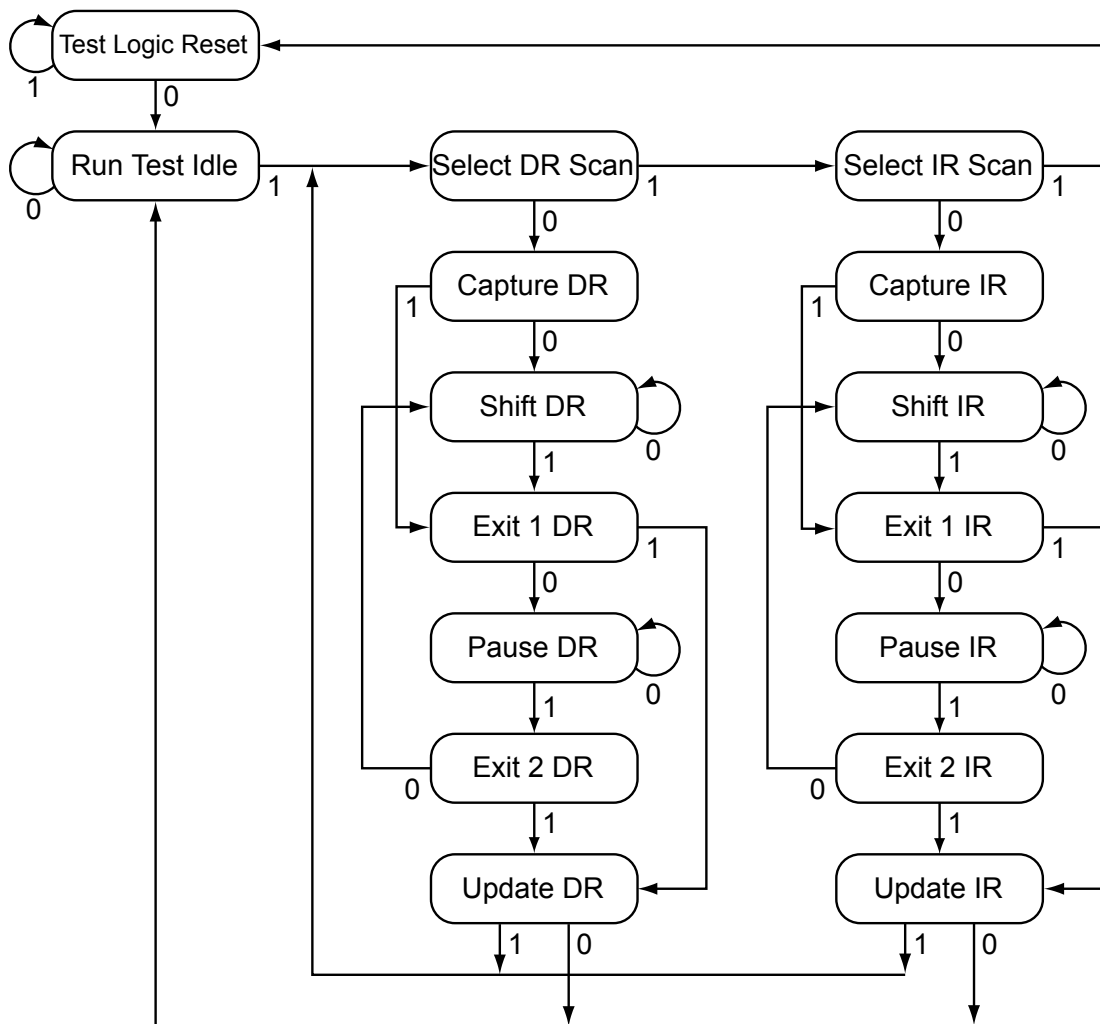 Test Logic Reset
1
0
Run Test Idle
0
1
Select DR Scan
1
Select IR Scan
1
0
0
Capture DR
1
0
Capture IR
1
0
Shift DR
0
1
Shift IR
0
1
Exit 1 DR
1
0
Exit 1 IR
1
0
Pause DR
0
1
Pause IR
0
1
Exit 2 DR
0
1
Exit 2 IR
0
1
Update DR
1 0
Update IR
1 0